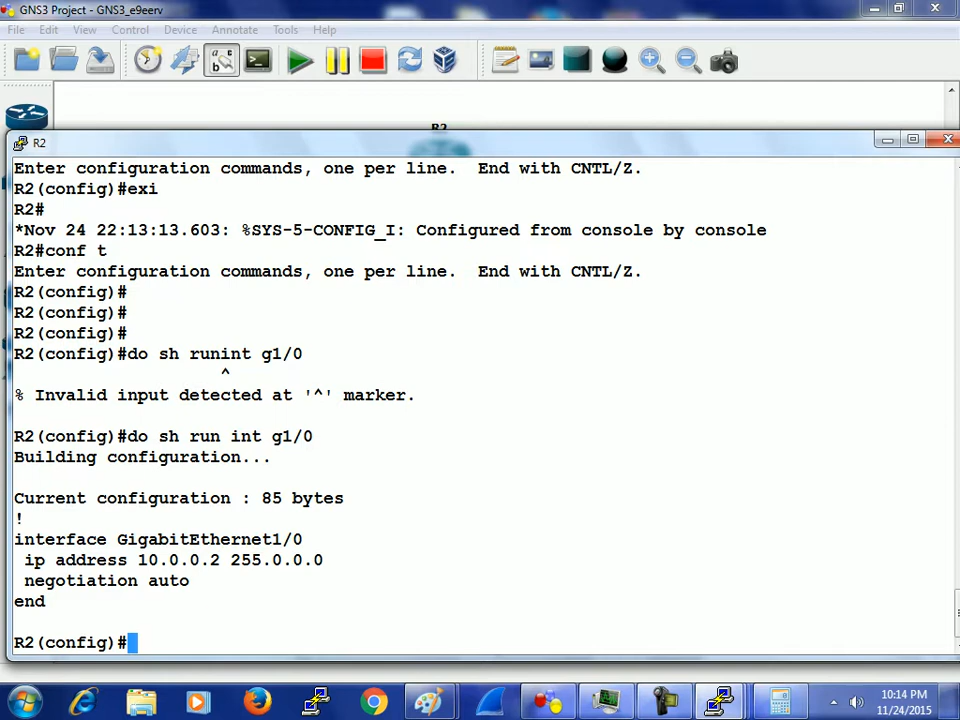 GNS3 Project - GNS3_e9eerv
File Edit View Control Device Annotate Tools Help
R2
R2
Enter configuration commands, one per line.  End with CNTL/Z.
R2(config)#exi
R2#
*Nov 24 22:13:13.603: %SYS-5-CONFIG_I: Configured from console by console
R2#conf t
Enter configuration commands, one per line.  End with CNTL/Z.
R2(config)#
R2(config)#
R2(config)#
R2(config)#do sh runint g1/0
^
% Invalid input detected at '^' marker.
R2(config)#do sh run int g1/0
Building configuration...
Current configuration : 85 bytes
!
interface GigabitEthernet1/0
ip address 10.0.0.2 255.0.0.0
negotiation auto
end
R2(config)#
10:14 PM
11/24/2015